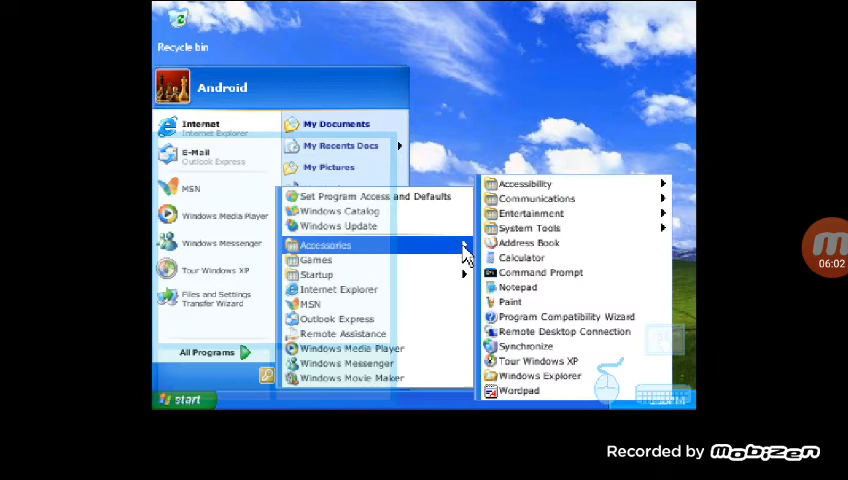 Recycle bin
Android
Internet
Internet Explorer
E-Mail
Outlook Express
MSN
Windows Media Player
Windows Messenger
Tour Windows XP
Files and Settings
Transfer Wizard
All Programs
My Documents
My Recents Docs
My Pictures
Set Program Access and Defaults
Windows Catalog
Windows Update
Accessories
Games
Startup
Internet Explorer
MSN
Outlook Express
Remote Assistance
Windows Media Player
Windows Messenger
Windows Movie Maker
Accessibility
Communications
Entertainment
System Tools
Address Book
Calculator
Command Prompt
Notepad
Paint
Program Compatibility Wizard
Remote Desktop Connection
Synchronize
Tour Windows XP
Windows Explorer
Wordpad
start
06:02
Recorded by mobizen